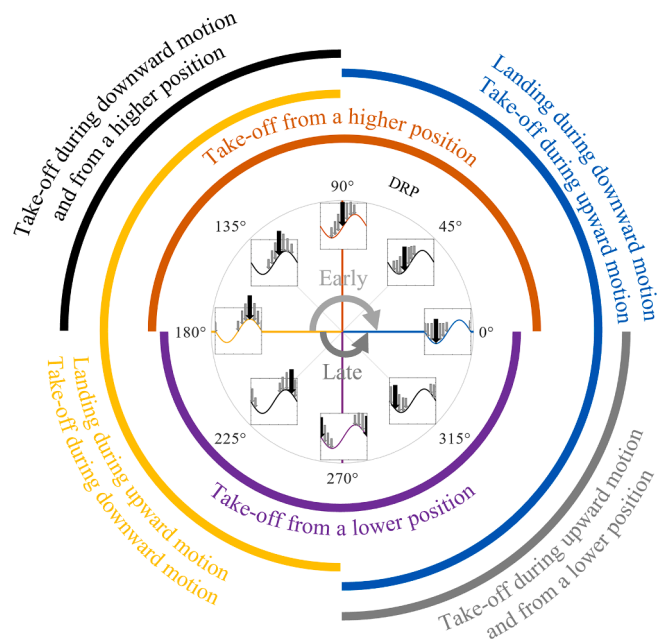 Take-off during downward motion
and from a higher position
Landing during downward motion
Take-off during upward motion
Take-off from a higher position
90°
DRP
135°
45°
Early
180°
0°
Late
225°
315°
270°
Take-off from a lower position
Landing during upward motion
Take-off during downward motion
Take-off during upward motion
and from a lower position